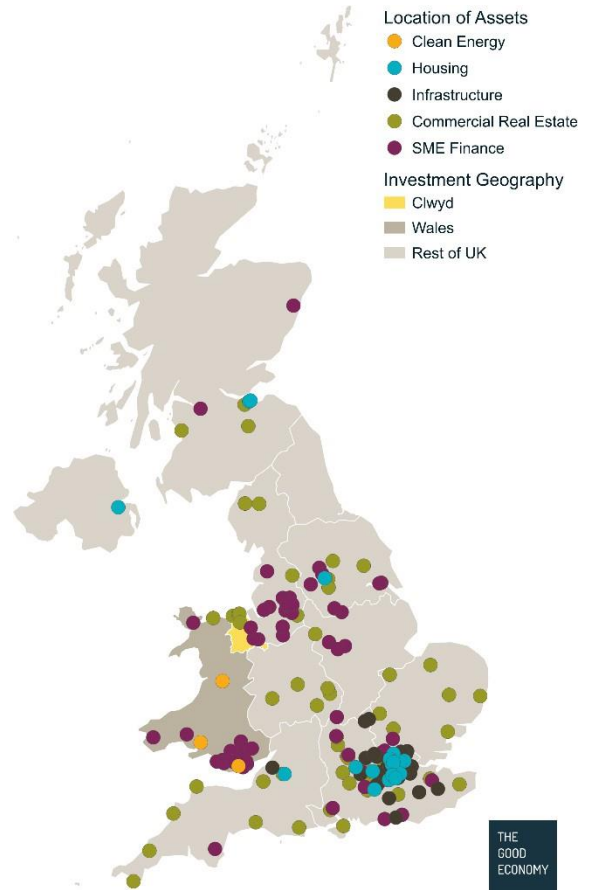 Location of Assets
Clean Energy
Housing
Infrastructure
Commercial Real Estate
SME Finance
Investment Geography
Clwyd
Wales
Rest of UK
THE
GOOD
ECONOMY